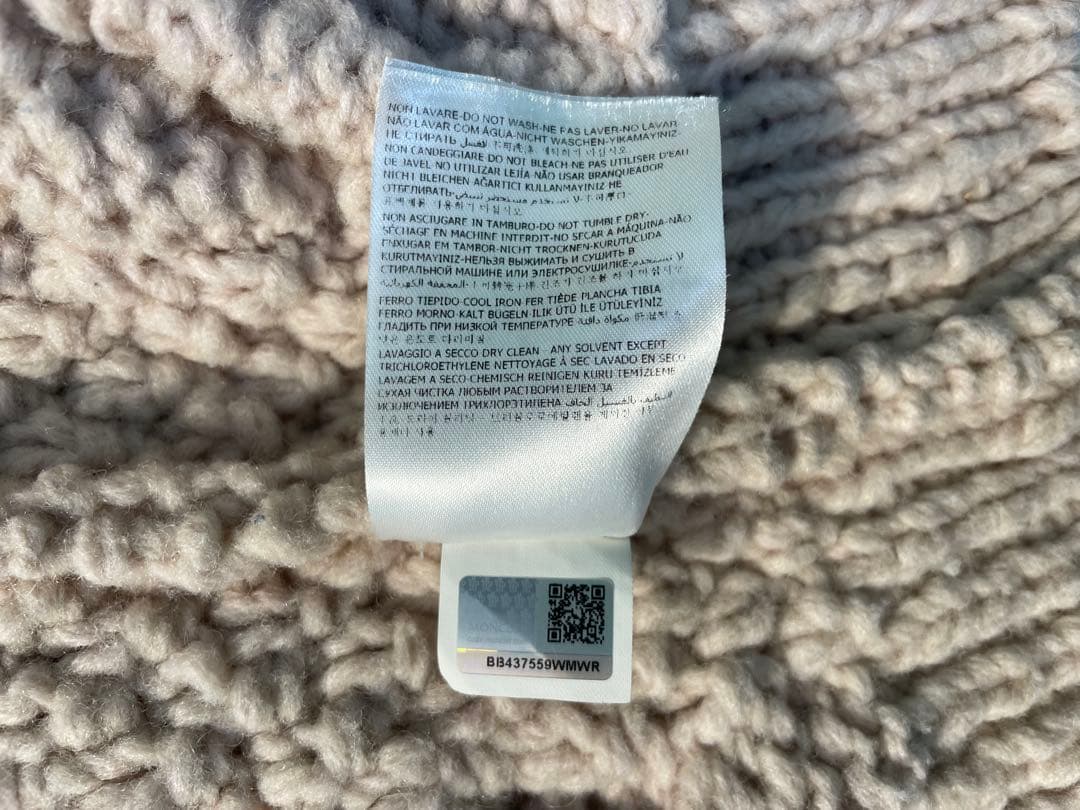 NON LAVARE-DO NOT WASH-NE PAS LAVER-NO LAVAR
NÃO LAVAR COM ÁGUA-NICHT WASCHEN-YIKAMAYINIZ-
НЕ СТИРАТЬ
NON CANDEGGIARE DO NOT BLEACH-NE PAS UTILISER D'EAU
DE JAVEL-NO UTILIZAR LEJÍA-NÃO USAR BRANQUEADOR
NICHT BLEICHEN AĞARTICI KULLANMAYINIZ НЕ
ОТБЕЛИВАТЬ
NON ASCIUGARE IN TAMBURO-DO NOT TUMBLE DRY-
SÉCHAGE EN MACHINE INTERDIT-NO SECAR A MÁQUINA-NÃO
ENXUGAR EM TAMBOR-NICHT TROCKNEN-KURUTUCUDA
KURUTMAYINIZ-НЕЛЬЗЯ ВЫЖИМАТЬ И СУШИТЬ В
СТИРАЛЬНОЙ МАШИНЕ ИЛИ ЭЛЕКТРОСУШИЛКЕ
FERRO TIEPIDO-COOL IRON-FER TIÈDE PLANCHA TIBIA
FERRO MORNO-KALT BÜGELN-ILIK ÜTÜ İLE ÜTÜLEYİNİZ
ГЛАДИТЬ ПРИ НИЗКОЙ ТЕМПЕРАТУРЕ مكواة دافئة
LAVAGGIO A SECCO DRY CLEAN - ANY SOLVENT EXCEPT
TRICHLOROETHYLENE NETTOYAGE À SEC LAVADO EN SECO
LAVAGEM A SECO-CHEMISCH REINIGEN KURU TEMİZLEME
СУХАЯ ЧИСТКА ЛЮБЫМ РАСТВОРИТЕЛЕМ ЗА
ИСКЛЮЧЕНИЕМ ТРИХЛОРЭТИЛЕНА
BB437559WMWR